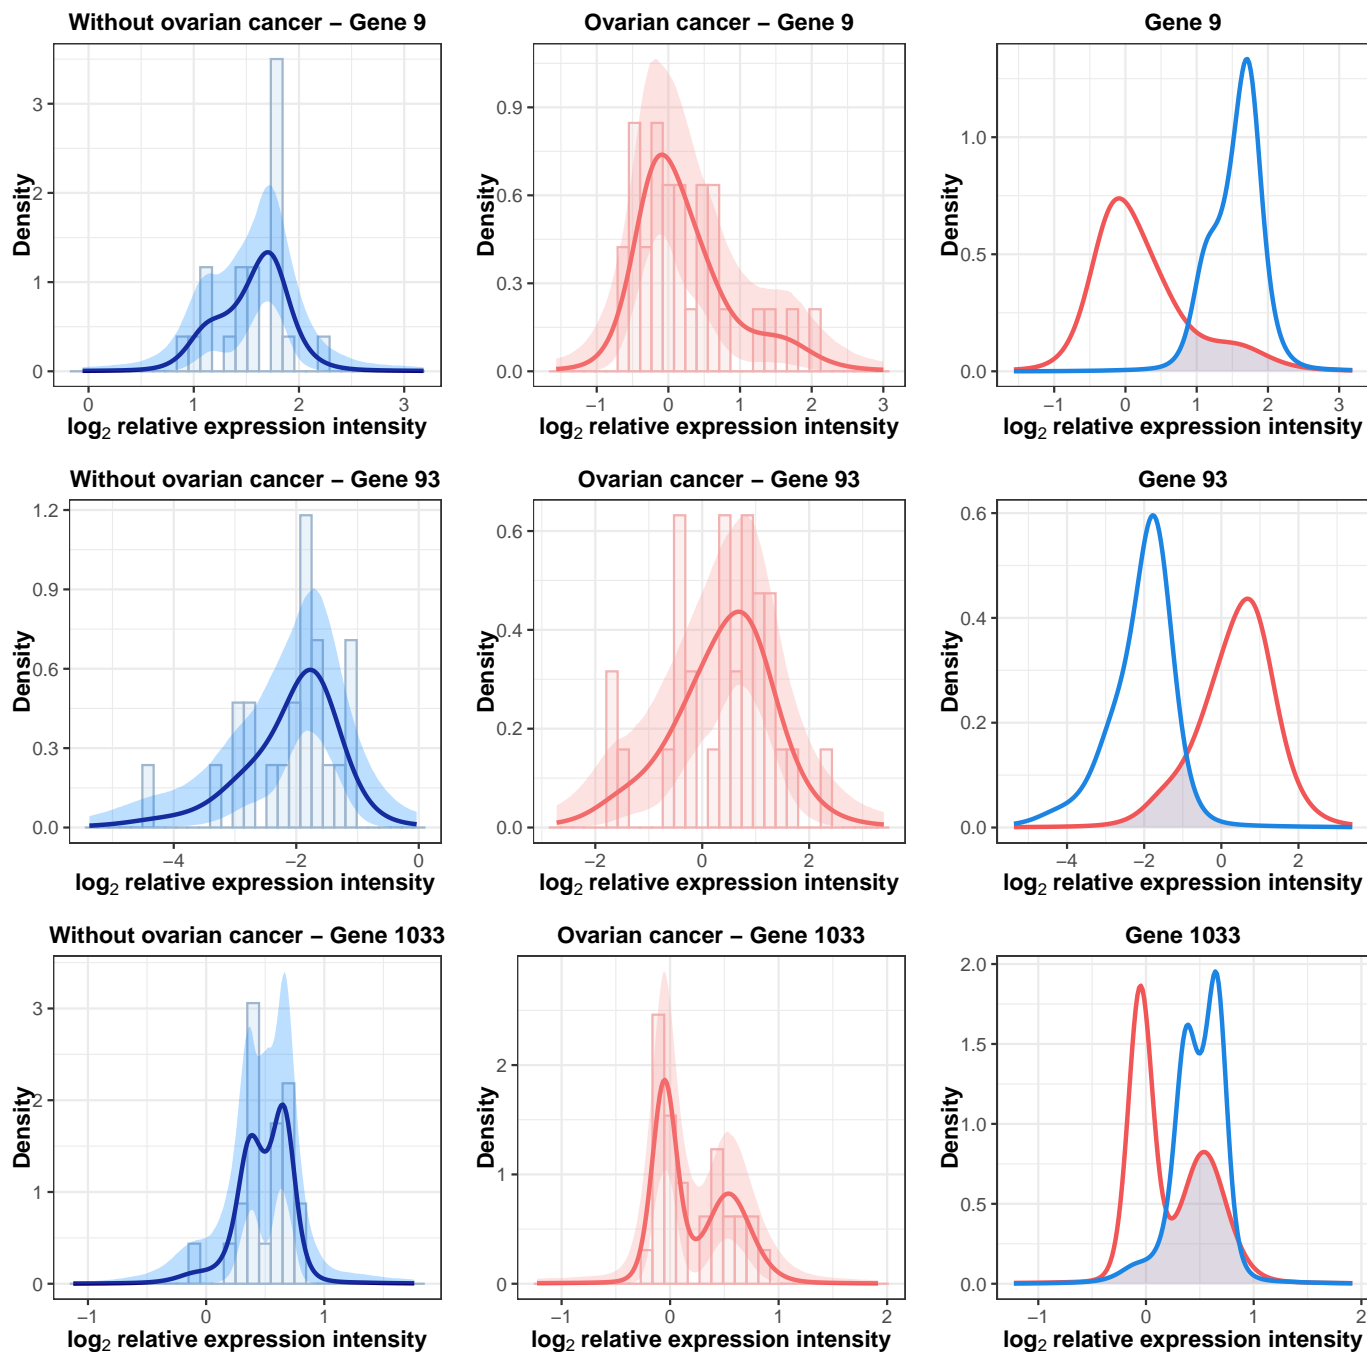 Without ovarian cancer – Gene 9
Density
0
1
2
3
0
1
2
3
log₂ relative expression intensity
Ovarian cancer – Gene 9
Density
0.0
0.3
0.6
0.9
−1
0
1
2
3
log₂ relative expression intensity
Gene 9
Density
0.0
0.5
1.0
−1
0
1
2
3
log₂ relative expression intensity
Without ovarian cancer – Gene 93
Density
0.0
0.3
0.6
0.9
1.2
−4
−2
0
log₂ relative expression intensity
Ovarian cancer – Gene 93
Density
0.0
0.2
0.4
0.6
−2
0
2
log₂ relative expression intensity
Gene 93
Density
0.0
0.2
0.4
0.6
−4
−2
0
2
log₂ relative expression intensity
Without ovarian cancer – Gene 1033
Density
0
1
2
3
−1
0
1
log₂ relative expression intensity
Ovarian cancer – Gene 1033
Density
0
1
2
−1
0
1
2
log₂ relative expression intensity
Gene 1033
Density
0.0
0.5
1.0
1.5
2.0
−1
0
1
2
log₂ relative expression intensity